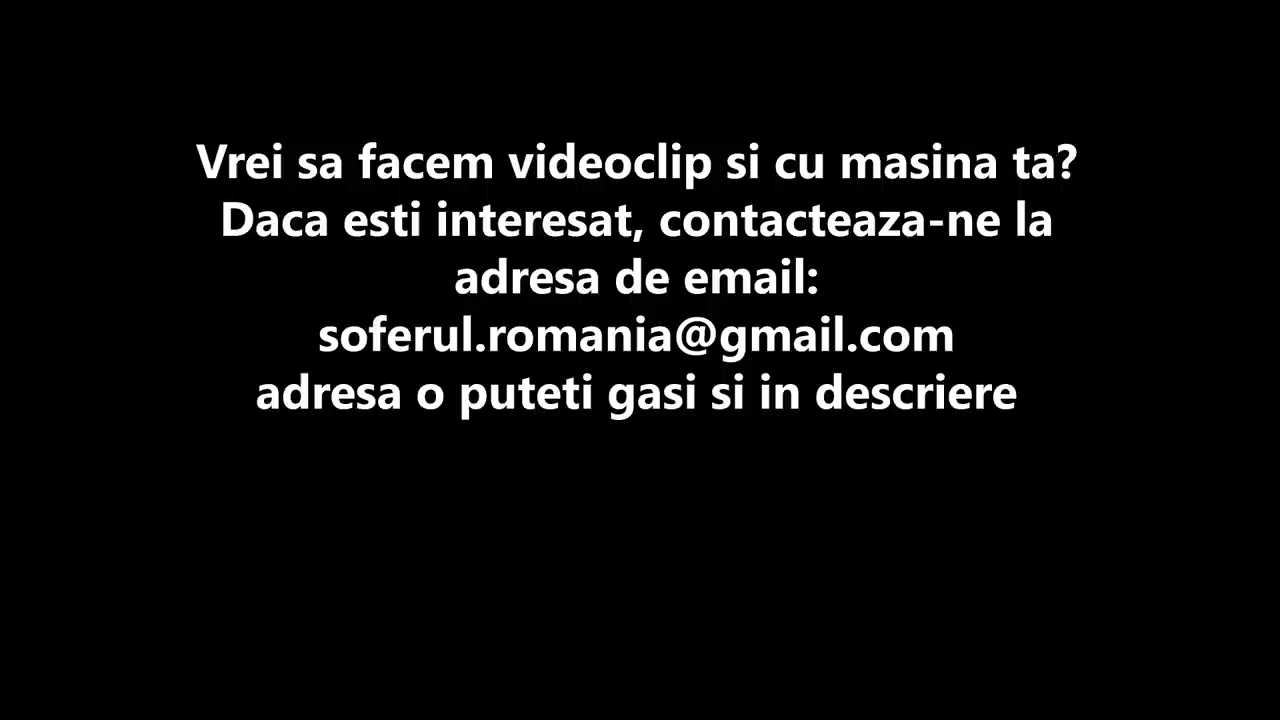 Vrei sa facem videoclip si cu masina ta?
Daca esti interesat, contacteaza-ne la
adresa de email:
soferul.romania@gmail.com
adresa o puteti gasi si in descriere